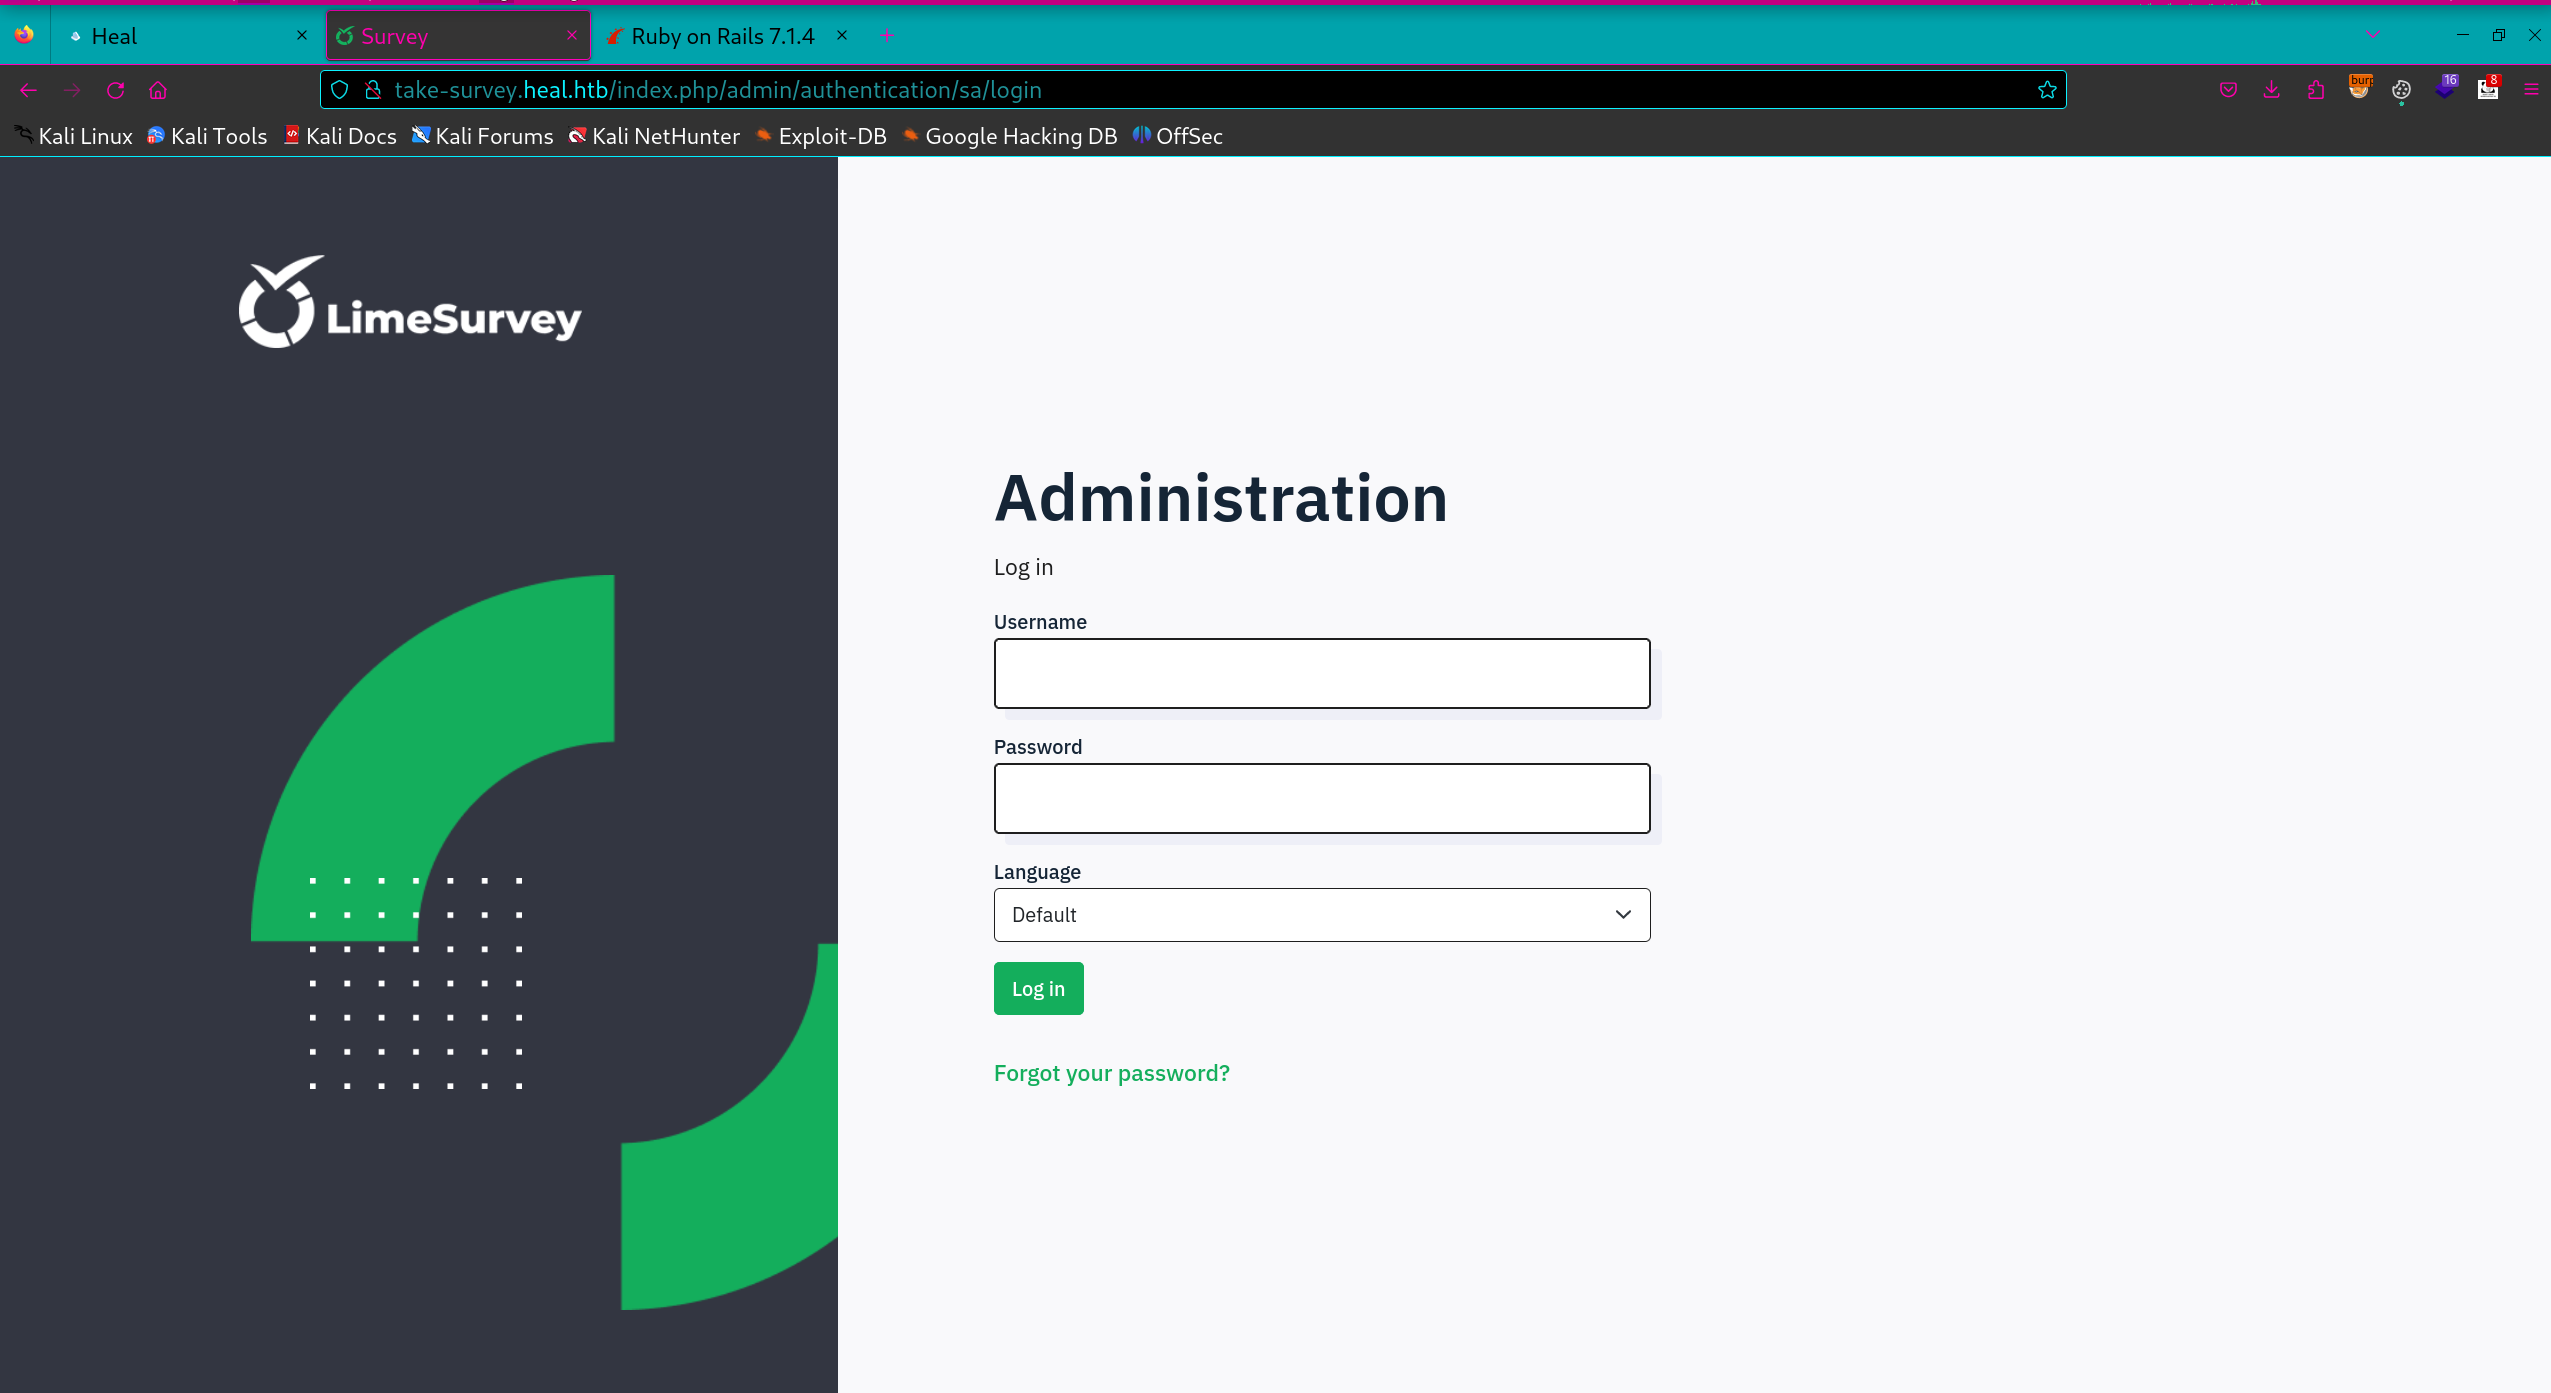 Heal
Survey
Ruby on Rails 7.1.4
take-survey.heal.htb/index.php/admin/authentication/sa/login
burp
16
8
Kali Linux
Kali Tools
Kali Docs
Kali Forums
Kali NetHunter
Exploit-DB
Google Hacking DB
OffSec
LimeSurvey
Administration
Log in
Username
Password
Language
Default
Log in
Forgot your password?